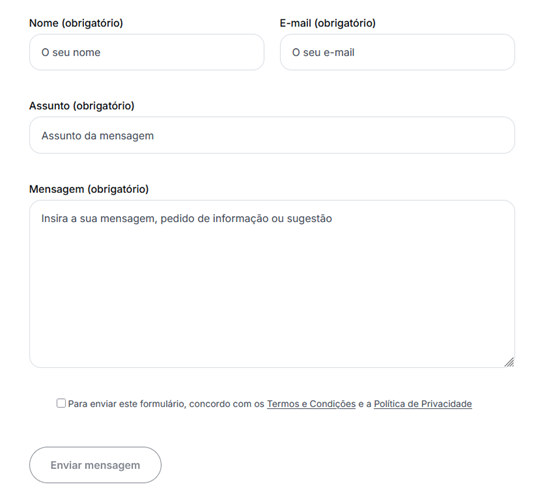 Nome (obrigatório)
E-mail (obrigatório)
O seu nome
O seu e-mail
Assunto (obrigatório)
Assunto da mensagem
Mensagem (obrigatório)
Insira a sua mensagem, pedido de informação ou sugestão
Para enviar este formulário, concordo com os Termos e Condições e a Política de Privacidade
Enviar mensagem